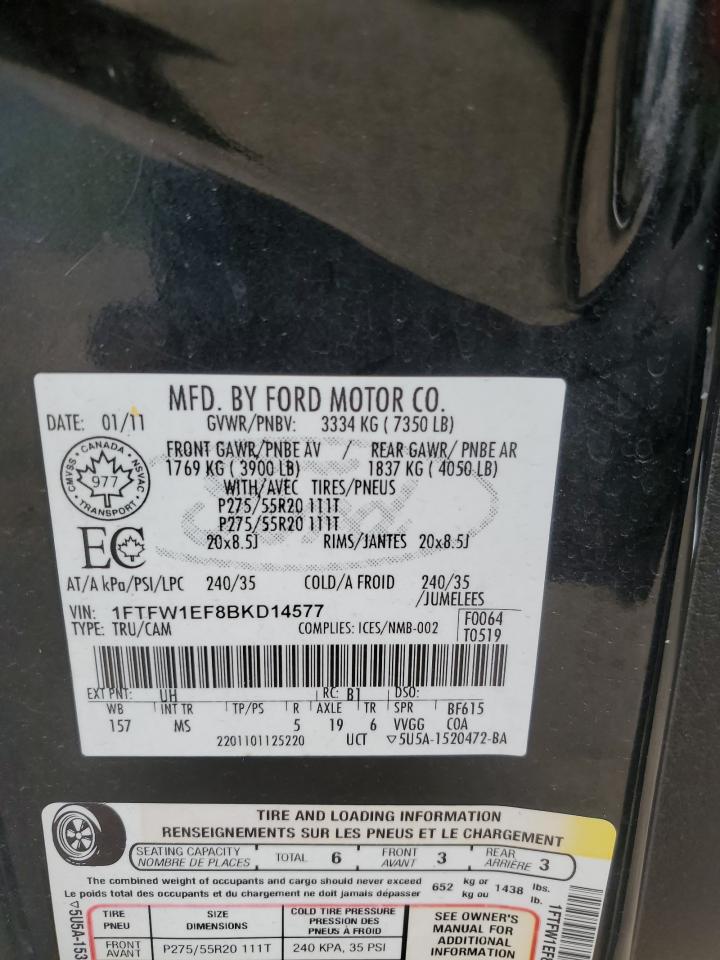 MFD. BY FORD MOTOR CO.
DATE: 01/11 GVWR/PNBV: 3334 KG ( 7350 LB)
FRONT GAWR/PNBE AV / REAR GAWR/ PNBE AR
1769 KG ( 3900 LB) 1837 KG ( 4050 LB)
WITH/AVEC TIRES/PNEUS
P275/55R20 111T
P275/55R20 111T
20x8.5J RIMS/JANTES 20x8.5J
CANADA
CMVSS NSVAC
977
TRANSPORT
EC
AT/A kPa/PSI/LPC 240/35 COLD/A FROID 240/35
/JUMELEES
VIN: 1FTFW1EF8BKD14577
TYPE: TRU/CAM COMPLIES: ICES/NMB-002
F0064
T0519
EXT PNT: UH RC: B1 DSO:
WB INT TR TP/PS R AXLE TR SPR BF615
157 MS 5 19 6 VVGG COA
2201101125220 UCT ▽5U5A-1520472-BA
TIRE AND LOADING INFORMATION
RENSEIGNEMENTS SUR LES PNEUS ET LE CHARGEMENT
SEATING CAPACITY
NOMBRE DE PLACES
TOTAL 6
FRONT
AVANT 3
REAR
ARRIÈRE 3
The combined weight of occupants and cargo should never exceed 652 kg or 1438 lbs.
Le poids total des occupants et du chargement ne doit jamais dépasser kg ou lb.
TIRE
PNEU
SIZE
DIMENSIONS
COLD TIRE PRESSURE
PRESSION DES
PNEUS À FROID
SEE OWNER'S
MANUAL FOR
ADDITIONAL
INFORMATION
FRONT
AVANT
P275/55R20 111T
240 KPA, 35 PSI
▽5U5A-153
1FTFW1EF8